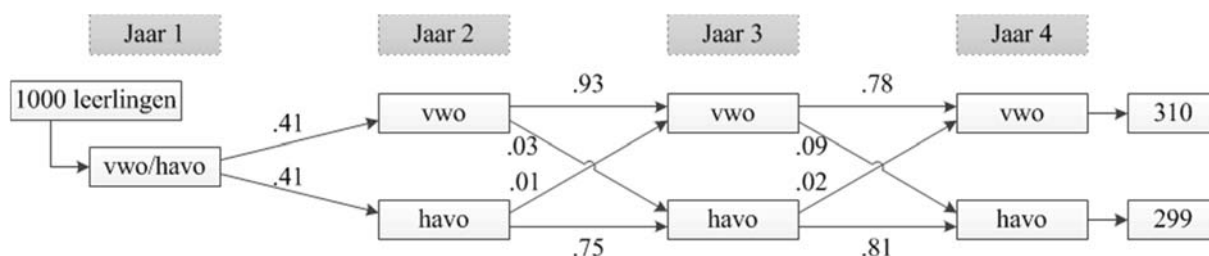 Jaar 1 Jaar 2 Jaar 3 Jaar 4
1000 leerlingen
.93 .78
vwo vwo vwo 310
.41
.03 .09
vwo/havo
.41 .01 .02
havo havo havo 299
.75 .81